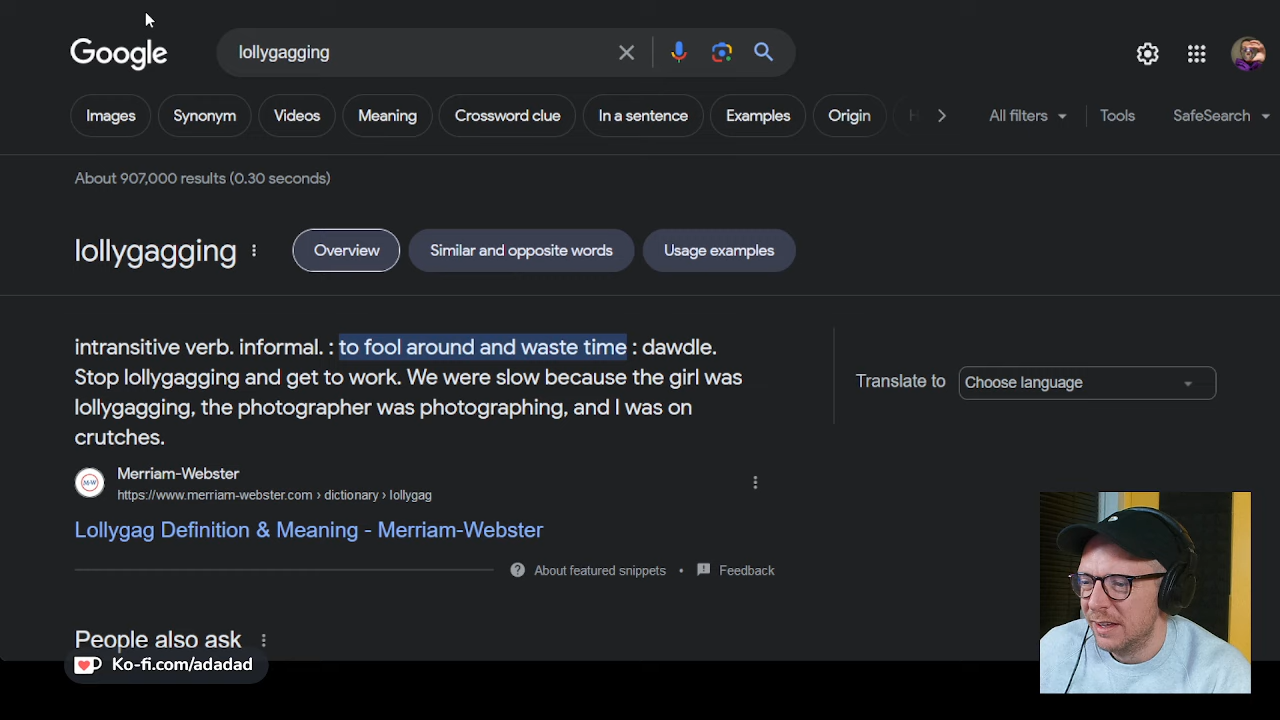 Google
lollygagging
Images Synonym Videos Meaning Crossword clue In a sentence Examples Origin All filters Tools SafeSearch
About 907,000 results (0.30 seconds)
lollygagging Overview Similar and opposite words Usage examples
intransitive verb. informal. : to fool around and waste time : dawdle.
Stop lollygagging and get to work. We were slow because the girl was
lollygagging, the photographer was photographing, and I was on
crutches.
Translate to Choose language
Merriam-Webster
https://www.merriam-webster.com › dictionary › lollygag
Lollygag Definition & Meaning - Merriam-Webster
About featured snippets • Feedback
People also ask
Ko-fi.com/adadad